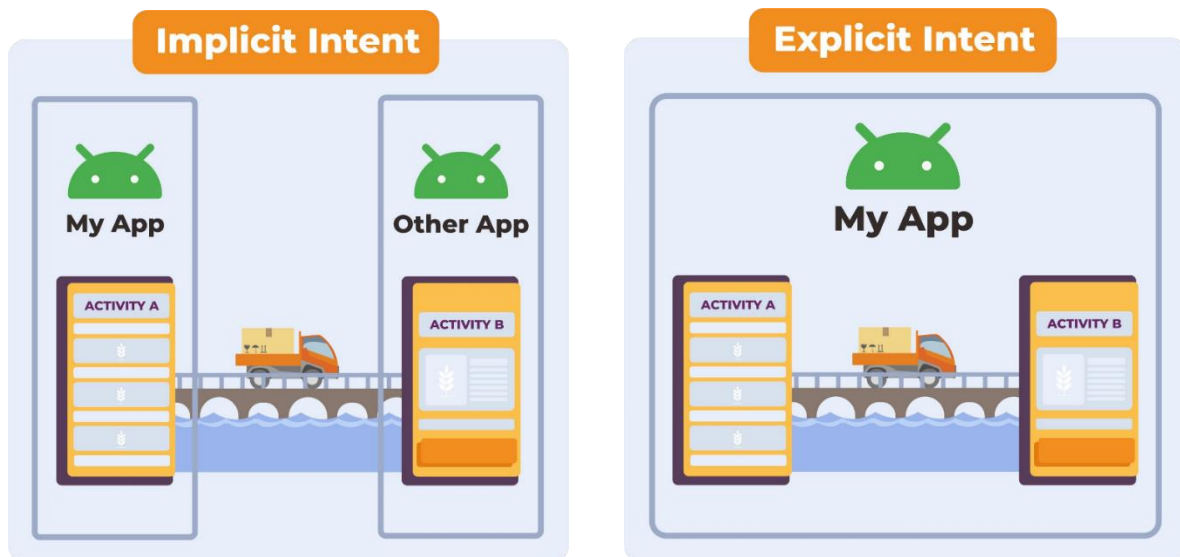 Implicit Intent
My App
Other App
ACTIVITY A
ACTIVITY B
Explicit Intent
My App
ACTIVITY A
ACTIVITY B